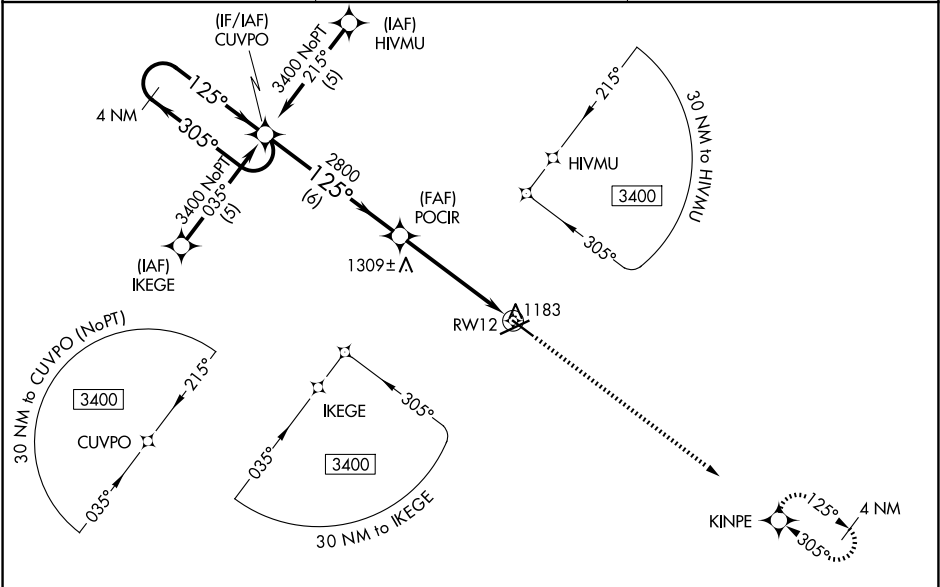 (IF/IAF)
CUVPO
(IAF)
HIVMU
3400 NoPT
215°
(5)
4 NM
125°
305°
3400 NoPT
035°
(5)
(IAF)
IKEGE
2800
125°
(6)
(FAF)
POCIR
1309±
RW12
1183
215°
HIVMU
3400
305°
30 NM to HIVMU
30 NM to CUVPO (NoPT)
3400
215°
CUVPO
035°
305°
IKEGE
035°
3400
30 NM to IKEGE
KINPE
125°
305°
4 NM